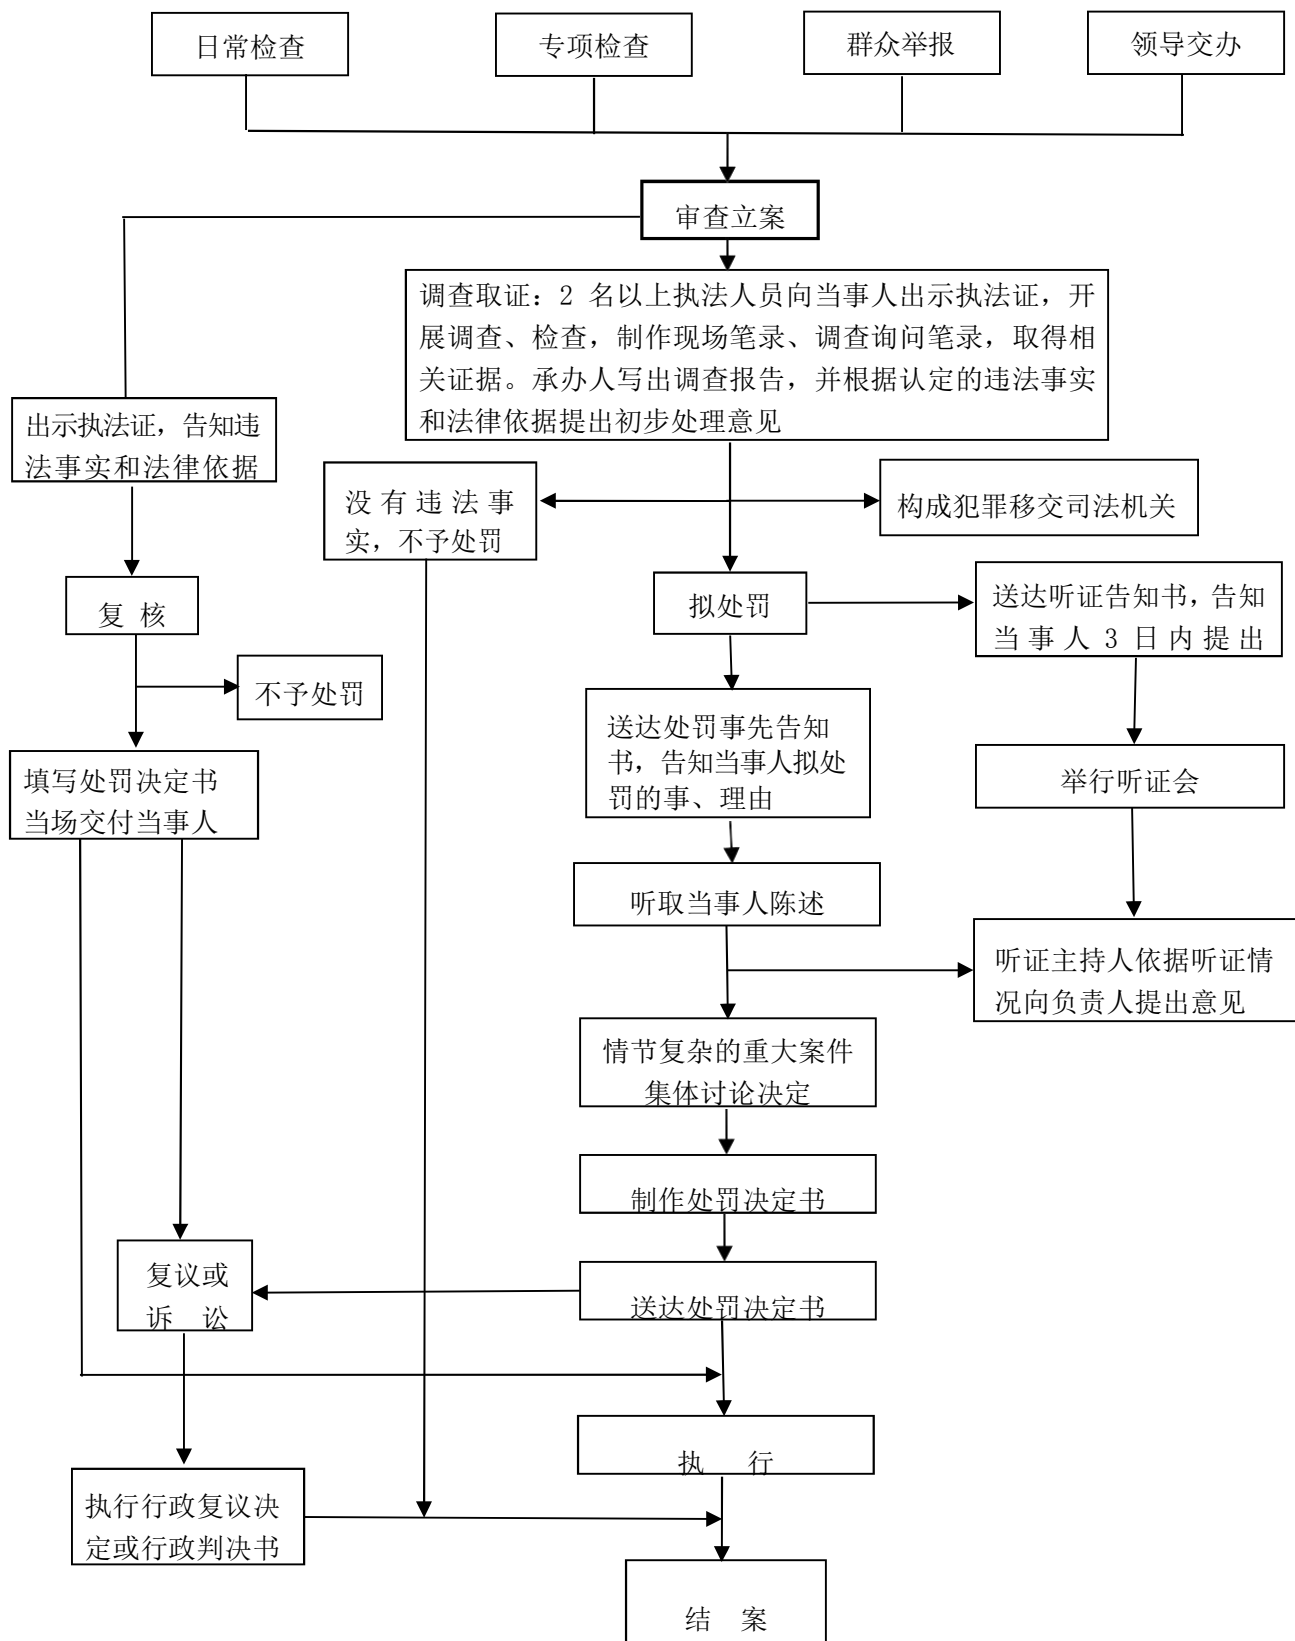 日常检查
专项检查
群众举报
领导交办
审查立案
调查取证：2 名以上执法人员向当事人出示执法证，开
展调查、检查，制作现场笔录、调查询问笔录，取得相
关证据。承办人写出调查报告，并根据认定的违法事实
和法律依据提出初步处理意见
出示执法证，告知违
法事实和法律依据
没有违法事
实，不予处罚
构成犯罪移交司法机关
复 核
拟处罚
送达听证告知书，告知
当事人 3 日内提出
不予处罚
送达处罚事先告知
书，告知当事人拟处
罚的事、理由
填写处罚决定书
当场交付当事人
举行听证会
听取当事人陈述
听证主持人依据听证情
况向负责人提出意见
情节复杂的重大案件
集体讨论决定
制作处罚决定书
复议或
诉 讼
送达处罚决定书
执 行
执行行政复议决
定或行政判决书
结 案